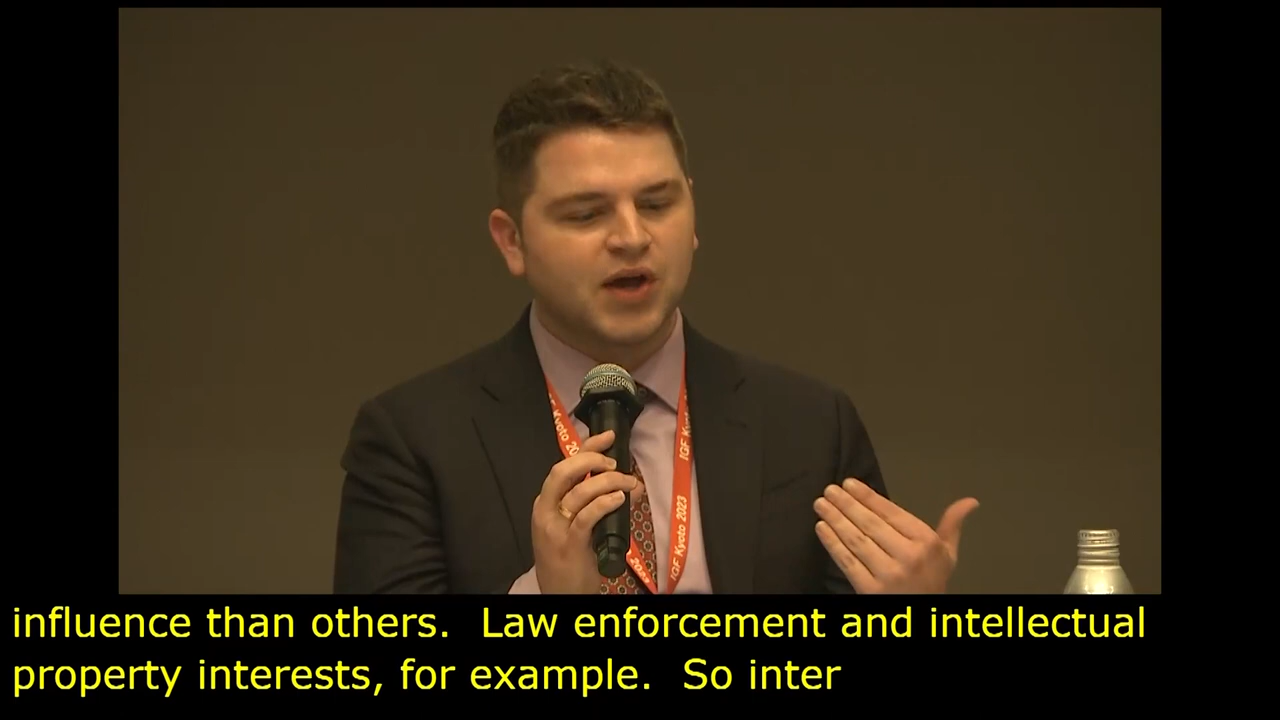 IGF Kyoto 2023
influence than others.  Law enforcement and intellectual
property interests, for example.  So inter